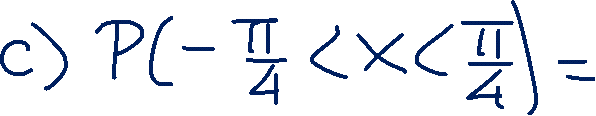 c) P(-π/4 < x < π/4) =